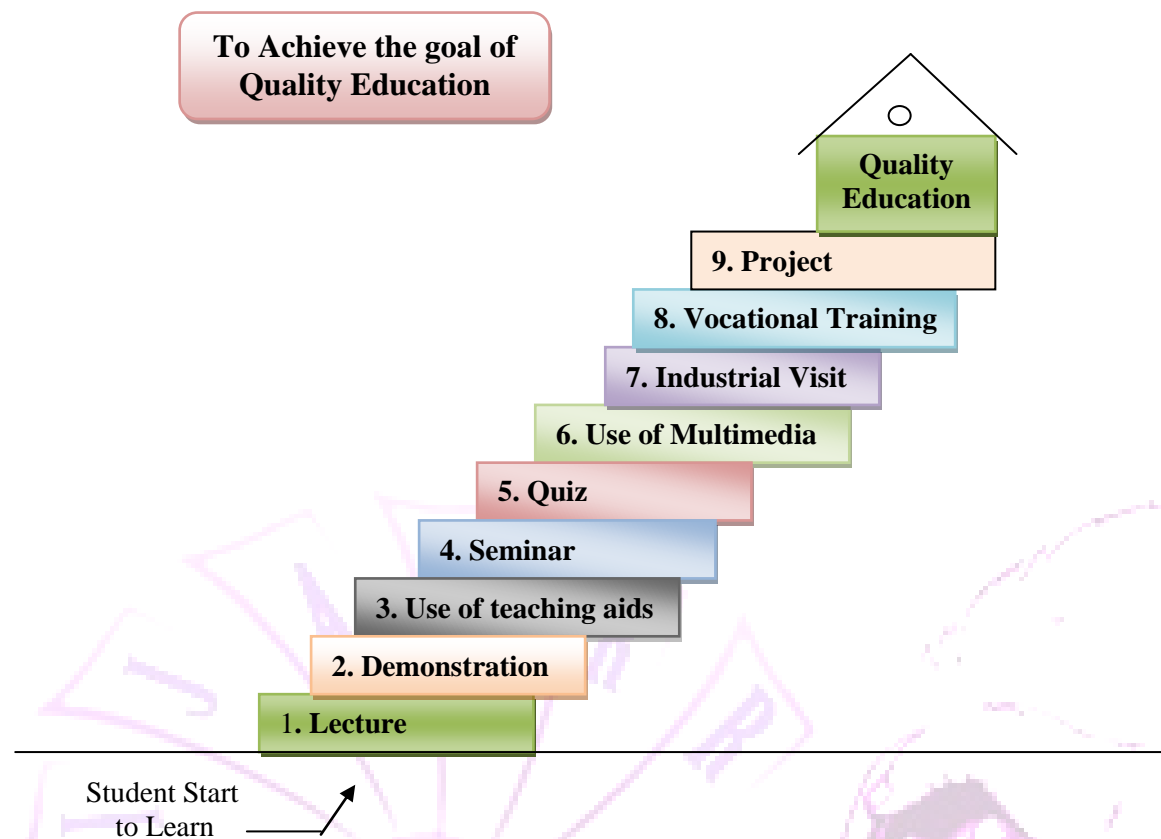 To Achieve the goal of
Quality Education
Quality
Education
9. Project
8. Vocational Training
7. Industrial Visit
6. Use of Multimedia
5. Quiz
4. Seminar
3. Use of teaching aids
2. Demonstration
1. Lecture
Student Start
to Learn